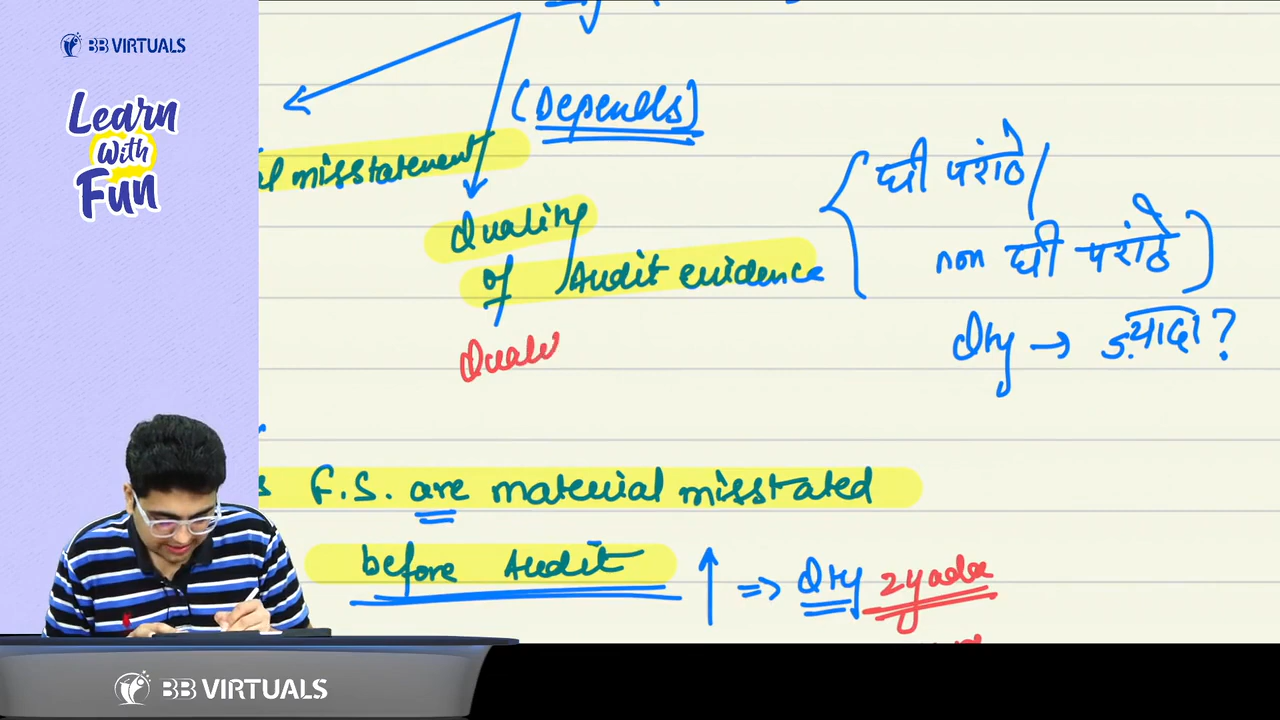 BB VIRTUALS
Learn
With
Fun
(Depends)
misstatement
Quality
of Audit evidence
घी परांठे /
non घी परांठे )
Qty → ज़्यादा ?
F.S. are material misstated
before Audit ↑ => Qty zyada
BB VIRTUALS